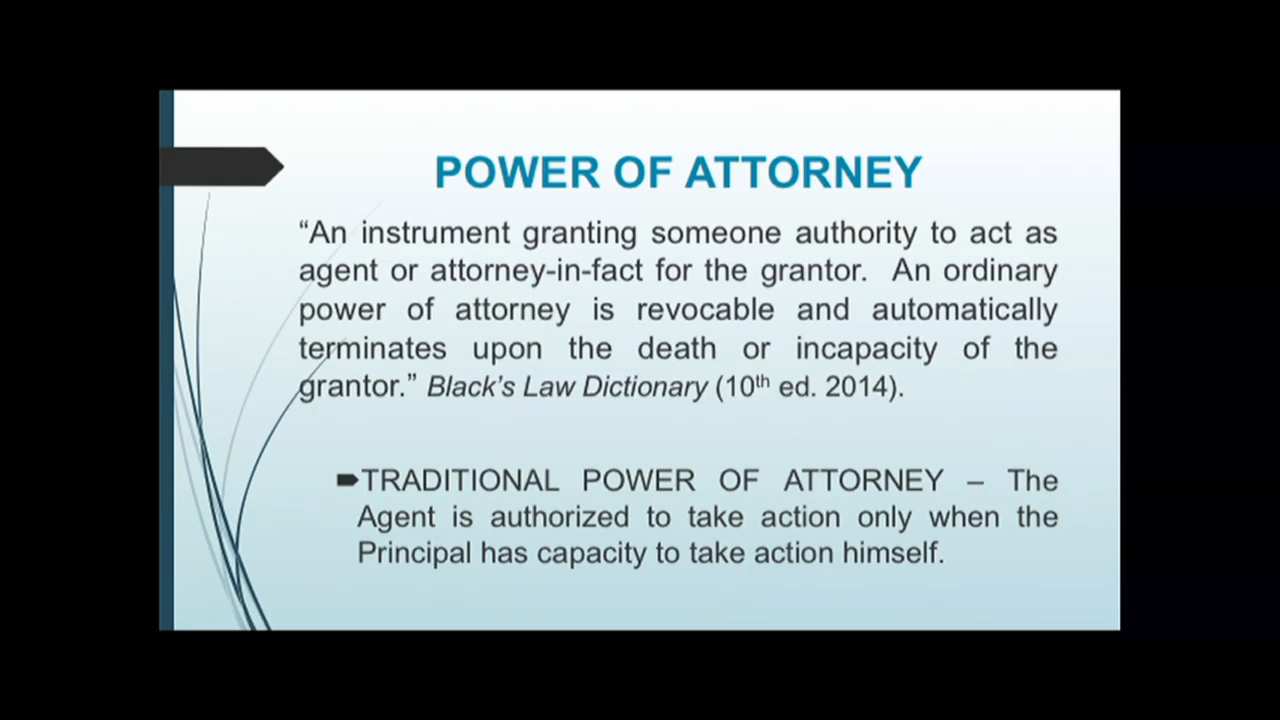 POWER OF ATTORNEY
“An instrument granting someone authority to act as
agent or attorney-in-fact for the grantor. An ordinary
power of attorney is revocable and automatically
terminates upon the death or incapacity of the
grantor.” Black’s Law Dictionary (10th ed. 2014).
TRADITIONAL POWER OF ATTORNEY – The
Agent is authorized to take action only when the
Principal has capacity to take action himself.